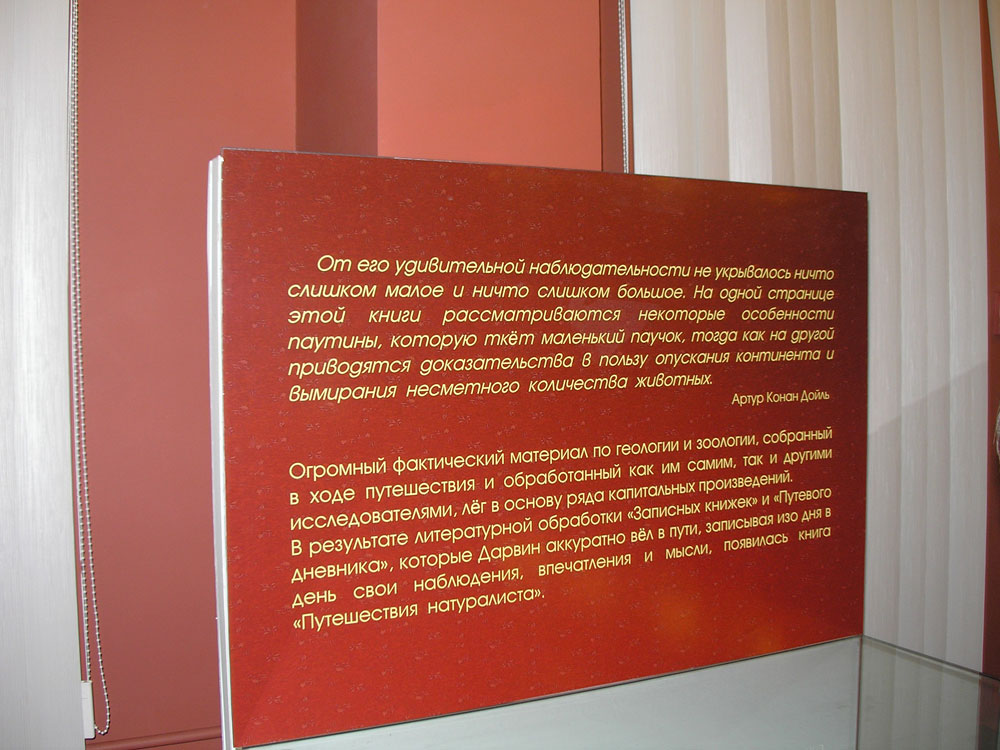 От его удивительной наблюдательности не укрывалось ничто
слишком малое и ничто слишком большое. На одной странице
этой книги рассматриваются некоторые особенности
паутины, которую ткёт маленький паучок, тогда как на другой
приводятся доказательства в пользу опускания континента и
вымирания несметного количества животных.
Артур Конан Дойль
Огромный фактический материал по геологии и зоологии, собранный
в ходе путешествия и обработанный как им самим, так и другими
исследователями, лёг в основу ряда капитальных произведений.
В результате литературной обработки «Записных книжек» и «Путевого
дневника», которые Дарвин аккуратно вёл в пути, записывая изо дня в
день свои наблюдения, впечатления и мысли, появилась книга
«Путешествия натуралиста».